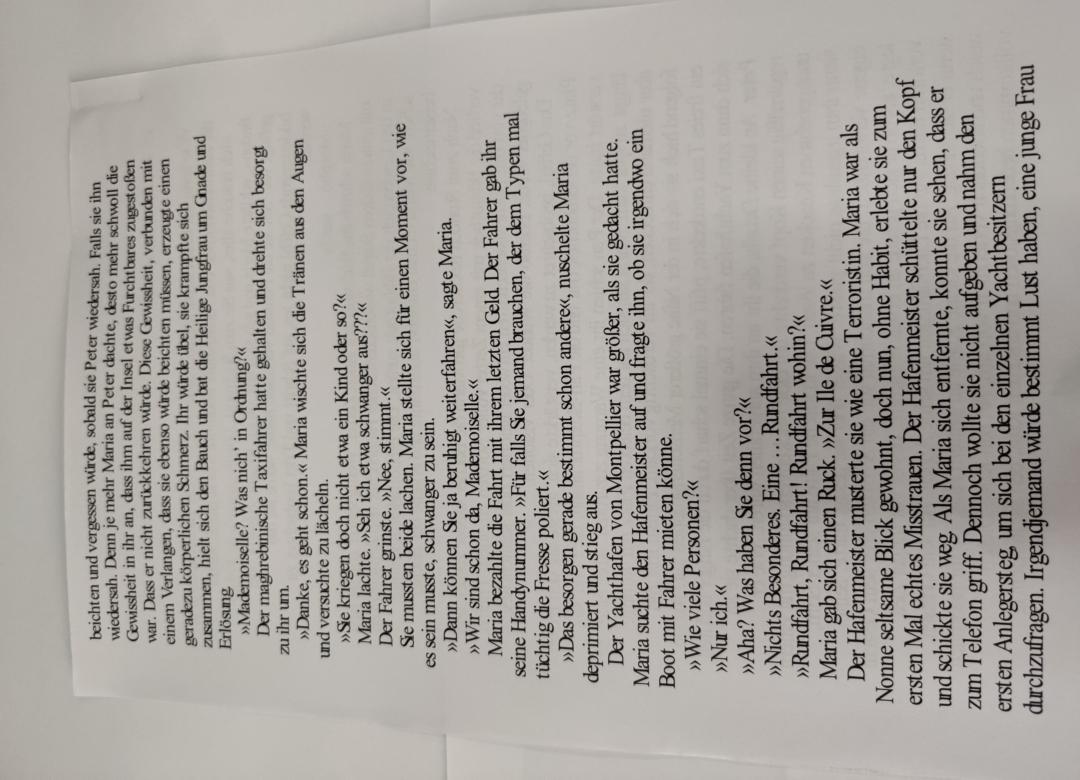 beichten und vergessen würde, sobald sie Peter wiedersah. Falls sie ihn
wiedersah. Denn je mehr Maria an Peter dachte, desto mehr schwoll die
Gewissheit in ihr an, dass ihm auf der Insel etwas Furchtbares zugestoßen
war. Dass er nicht zurückkehren würde. Diese Gewissheit, verbunden mit
einem Verlangen, dass sie ebenso würde beichten müssen, erzeugte einen
geradezu körperlichen Schmerz. Ihr würde übel, sie krampfte sich
zusammen, hielt sich den Bauch und bat die Heilige Jungfrau um Gnade und
Erlösung.
»Mademoiselle? Was nich' in Ordnung?«
Der maghrebinische Taxifahrer hatte gehalten und drehte sich besorgt
zu ihr um.
»Danke, es geht schon.« Maria wischte sich die Tränen aus den Augen
und versuchte zu lächeln.
»Sie kriegen doch nicht etwa ein Kind oder so?«
Maria lachte. »Seh ich etwa schwanger aus???«
Der Fahrer grinste. »Nee, stimmt.«
Sie mussten beide lachen. Maria stellte sich für einen Moment vor, wie
es sein musste, schwanger zu sein.
»Dann können Sie ja beruhigt weiterfahren«, sagte Maria.
»Wir sind schon da, Mademoiselle.«
Maria bezahlte die Fahrt mit ihrem letzten Geld. Der Fahrer gab ihr
seine Handynummer. »Für falls Sie jemand brauchen, der dem Typen mal
tüchtig die Fresse poliert.«
»Das besorgen gerade bestimmt schon andere«, nuschelte Maria
deprimiert und stieg aus.
Der Yachthafen von Montpellier war größer, als sie gedacht hatte.
Maria suchte den Hafenmeister auf und fragte ihn, ob sie irgendwo ein
Boot mit Fahrer mieten könne.
»Wie viele Personen?«
»Nur ich.«
»Aha? Was haben Sie denn vor?«
»Nichts Besonderes. Eine … Rundfahrt.«
»Rundfahrt, Rundfahrt! Rundfahrt wohin?«
Maria gab sich einen Ruck. »Zur Ile de Cuivre.«
Der Hafenmeister musterte sie wie eine Terroristin. Maria war als
Nonne seltsame Blick gewohnt, doch nun, ohne Habit, erlebte sie zum
ersten Mal echtes Misstrauen. Der Hafenmeister schüttelte nur den Kopf
und schickte sie weg. Als Maria sich entfernte, konnte sie sehen, dass er
zum Telefon griff. Dennoch wollte sie nicht aufgeben und nahm den
ersten Anlegersteg, um sich bei den einzelnen Yachtbesitzern
durchzufragen. Irgendjemand würde bestimmt Lust haben, eine junge Frau